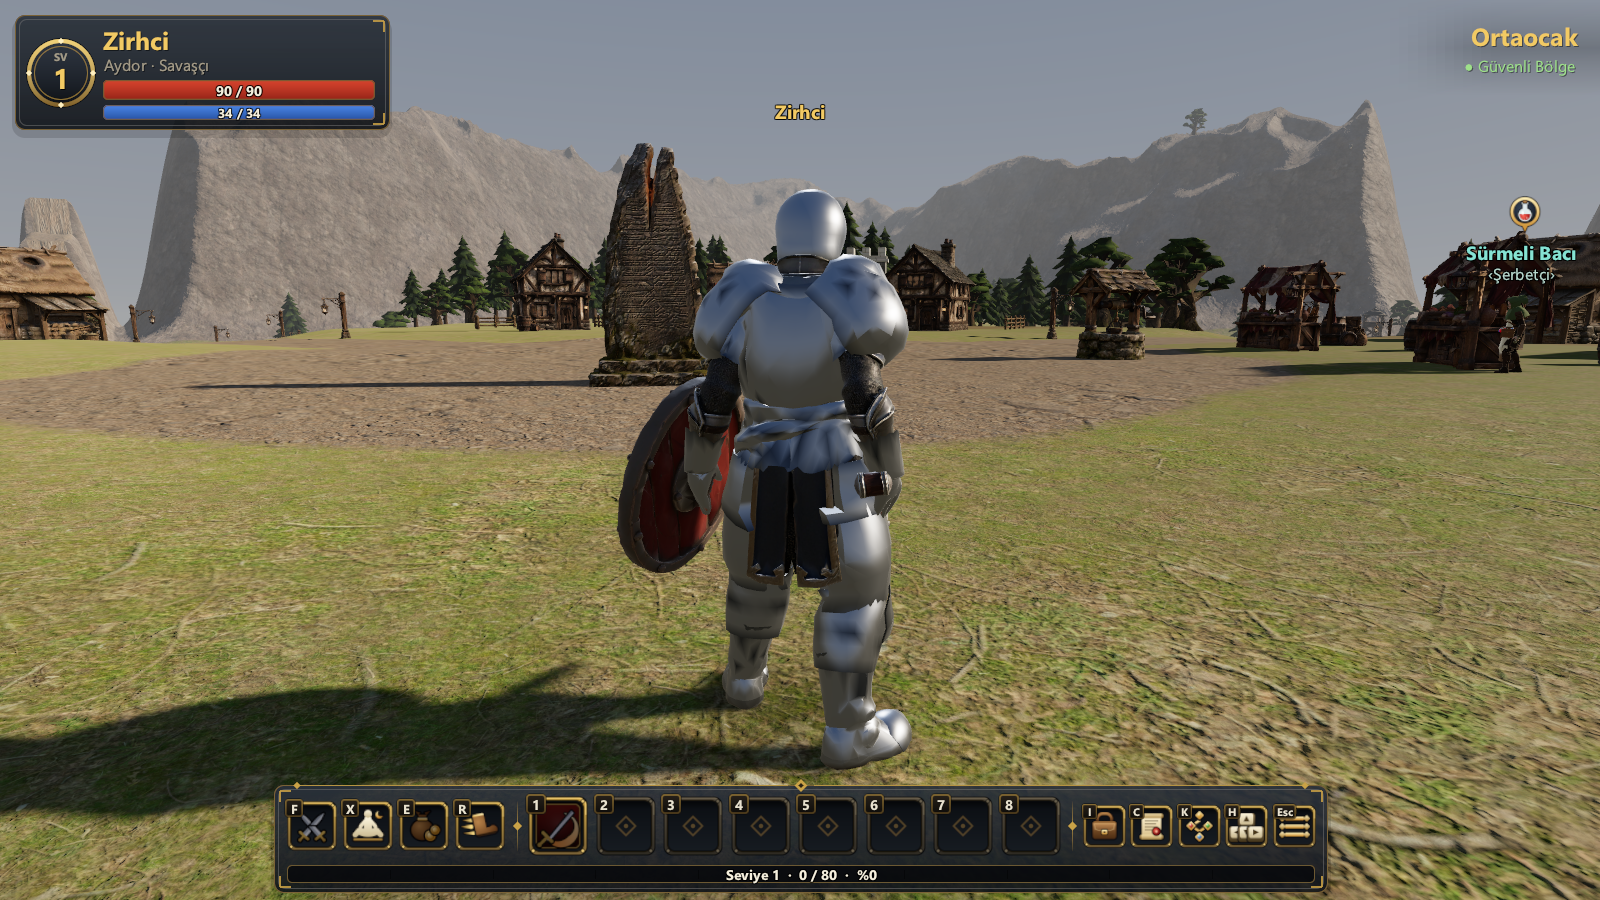 SV
1
Zirhci
Aydor · Savaşçı
90 / 90
34 / 34
Ortaocak
● Güvenli Bölge
Zirhci
Sürmeli Bacı
‹Şerbetçi›
F
X
E
R
1
2
3
4
5
6
7
8
I
C
K
H
Esc
Seviye 1 · 0 / 80 · %0